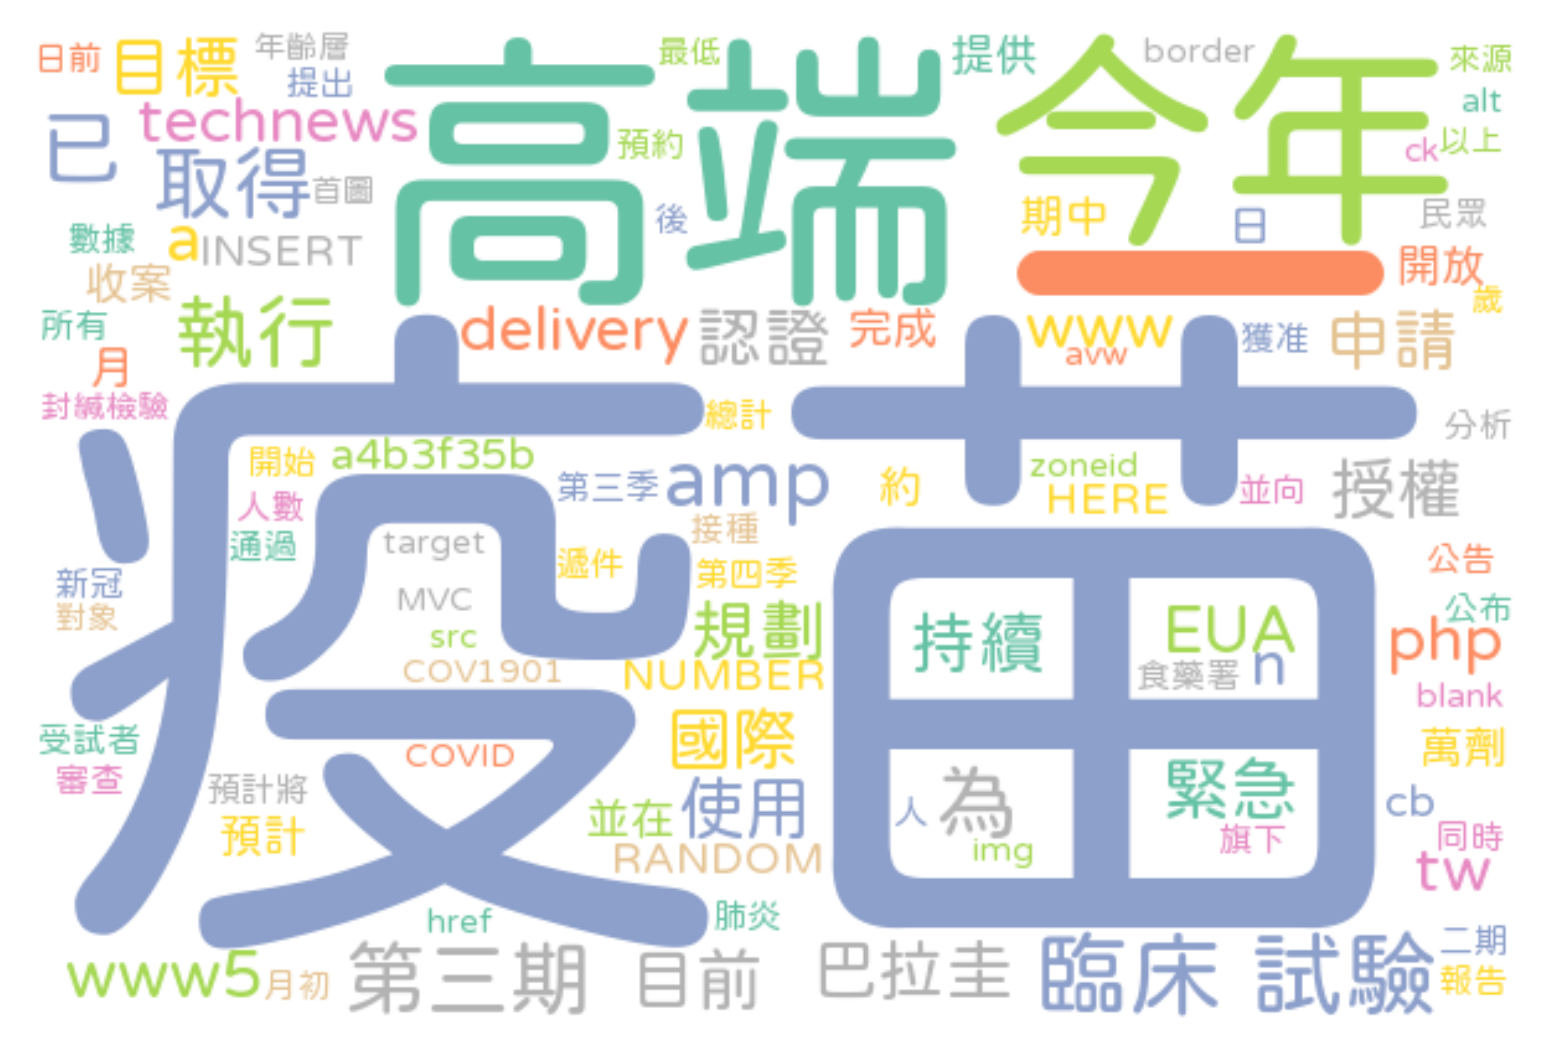 日前
目標
年齡層
提出
高端
最低
提供
今年
border
來源
alt
已
technews
預約
ck
以上
取得
首圖
後
期中
日
民眾
數據
a
INSERT
一
開放
收案
歲
所有
執行
delivery
認證
完成
www
avw
獲准
申請
月
封緘檢驗
疫苗
總計
分析
開始
a4b3f35b
第三季
amp
約
zoneid
HERE
並向
授權
人數
通過
target
接種
遞件
第四季
公告
新冠
對象
MVC
src
COV1901
規劃
NUMBER
持續
EUA
食藥署
n
公布
php
blank
受試者
審查
COVID
國際
萬劑
預計將
預計
並在
使用
RANDOM
人
為
img
緊急
旗下
cb
同時
tw
href
肺炎
www5
月初
第三期
目前
巴拉圭
臨床
試驗
二期
報告